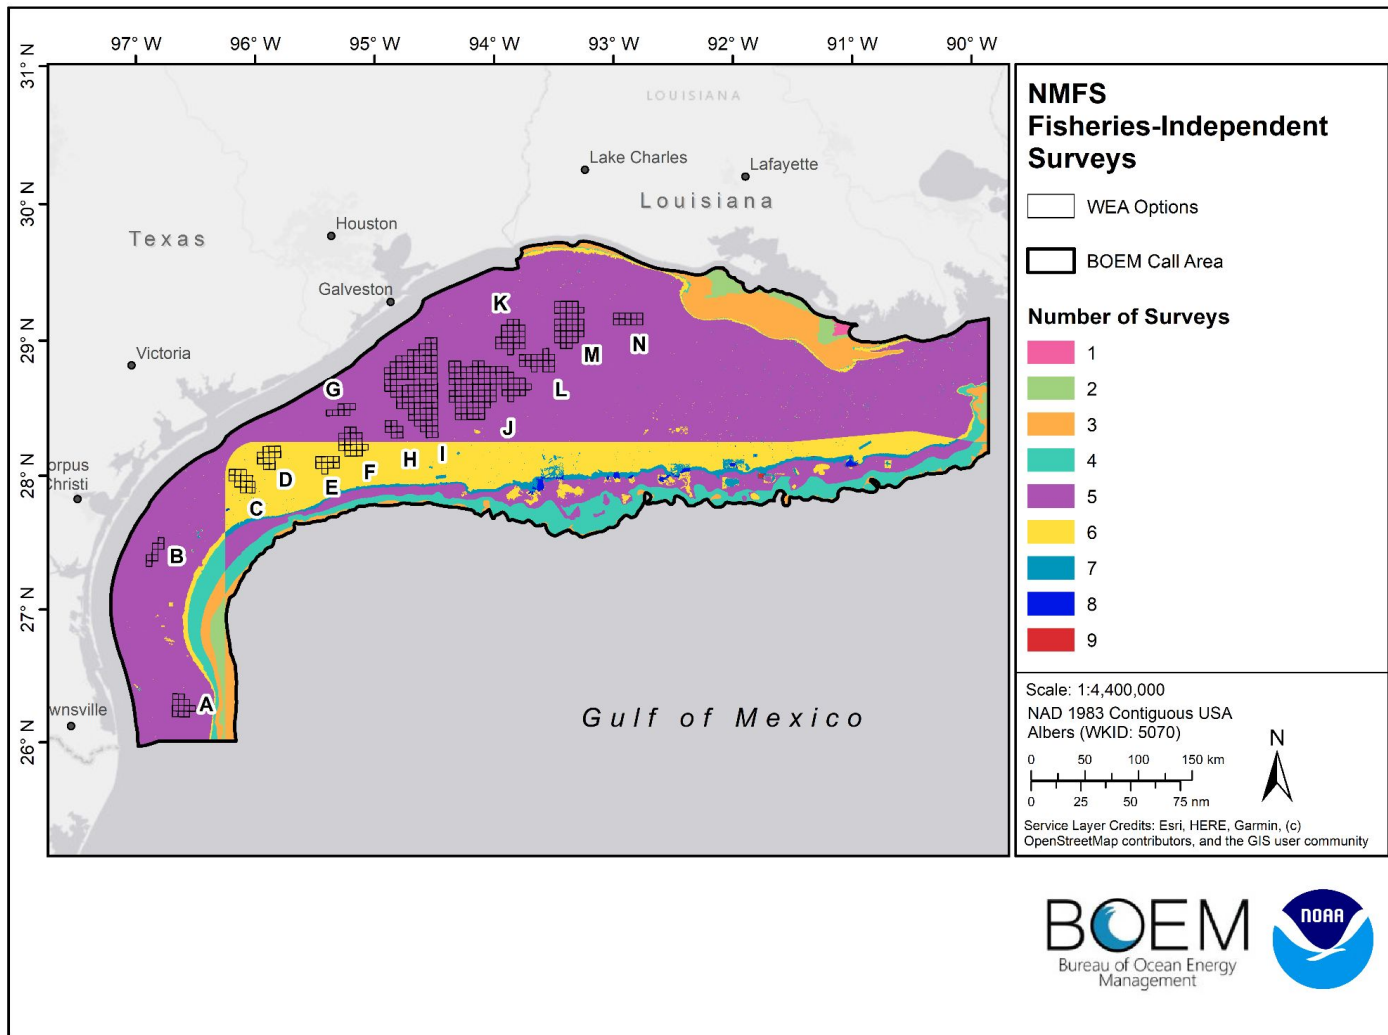 97° W 96° W 95° W 94° W 93° W 92° W 91° W 90° W
31° N
30° N
29° N
28° N
27° N
26° N
LOUISIANA
Lake Charles
Lafayette
Louisiana
Texas
Houston
Galveston
Victoria
orpus
Christi
wnsville
K
M
N
G
L
J
I
H
F
D
E
C
B
A
Gulf of Mexico
NMFS
Fisheries-Independent
Surveys
WEA Options
BOEM Call Area
Number of Surveys
1
2
3
4
5
6
7
8
9
Scale: 1:4,400,000
NAD 1983 Contiguous USA
Albers (WKID: 5070)
0 50 100 150 km
0 25 50 75 nm
N
Service Layer Credits: Esri, HERE, Garmin, (c)
OpenStreetMap contributors, and the GIS user community
BOEM
Bureau of Ocean Energy
Management
NOAA